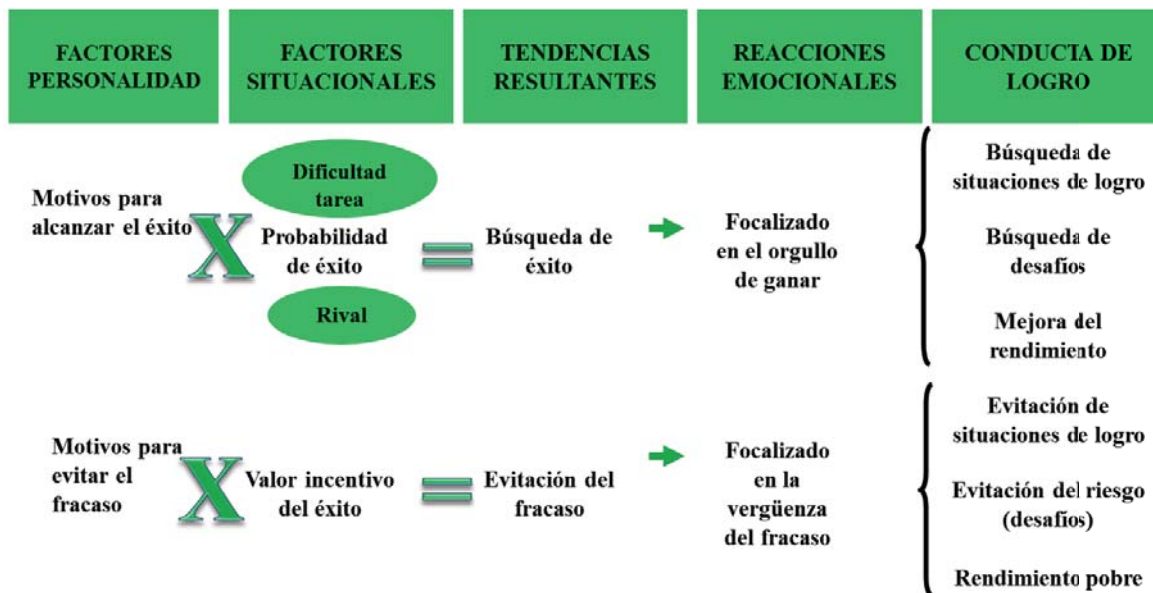 FACTORES
PERSONALIDAD
FACTORES
SITUACIONALES
TENDENCIAS
RESULTANTES
REACCIONES
EMOCIONALES
CONDUCTA DE
LOGRO
Motivos para
alcanzar el éxito
X
Dificultad
tarea
Probabilidad
de éxito
Rival
=
Búsqueda de
éxito
Focalizado
en el orgullo
de ganar
Búsqueda de
situaciones de logro
Búsqueda de
desafíos
Mejora del
rendimiento
Motivos para
evitar el
fracaso
X
Valor incentivo
del éxito
=
Evitación del
fracaso
Focalizado
en la
vergüenza
del fracaso
Evitación de
situaciones de logro
Evitación del riesgo
(desafíos)
Rendimiento pobre